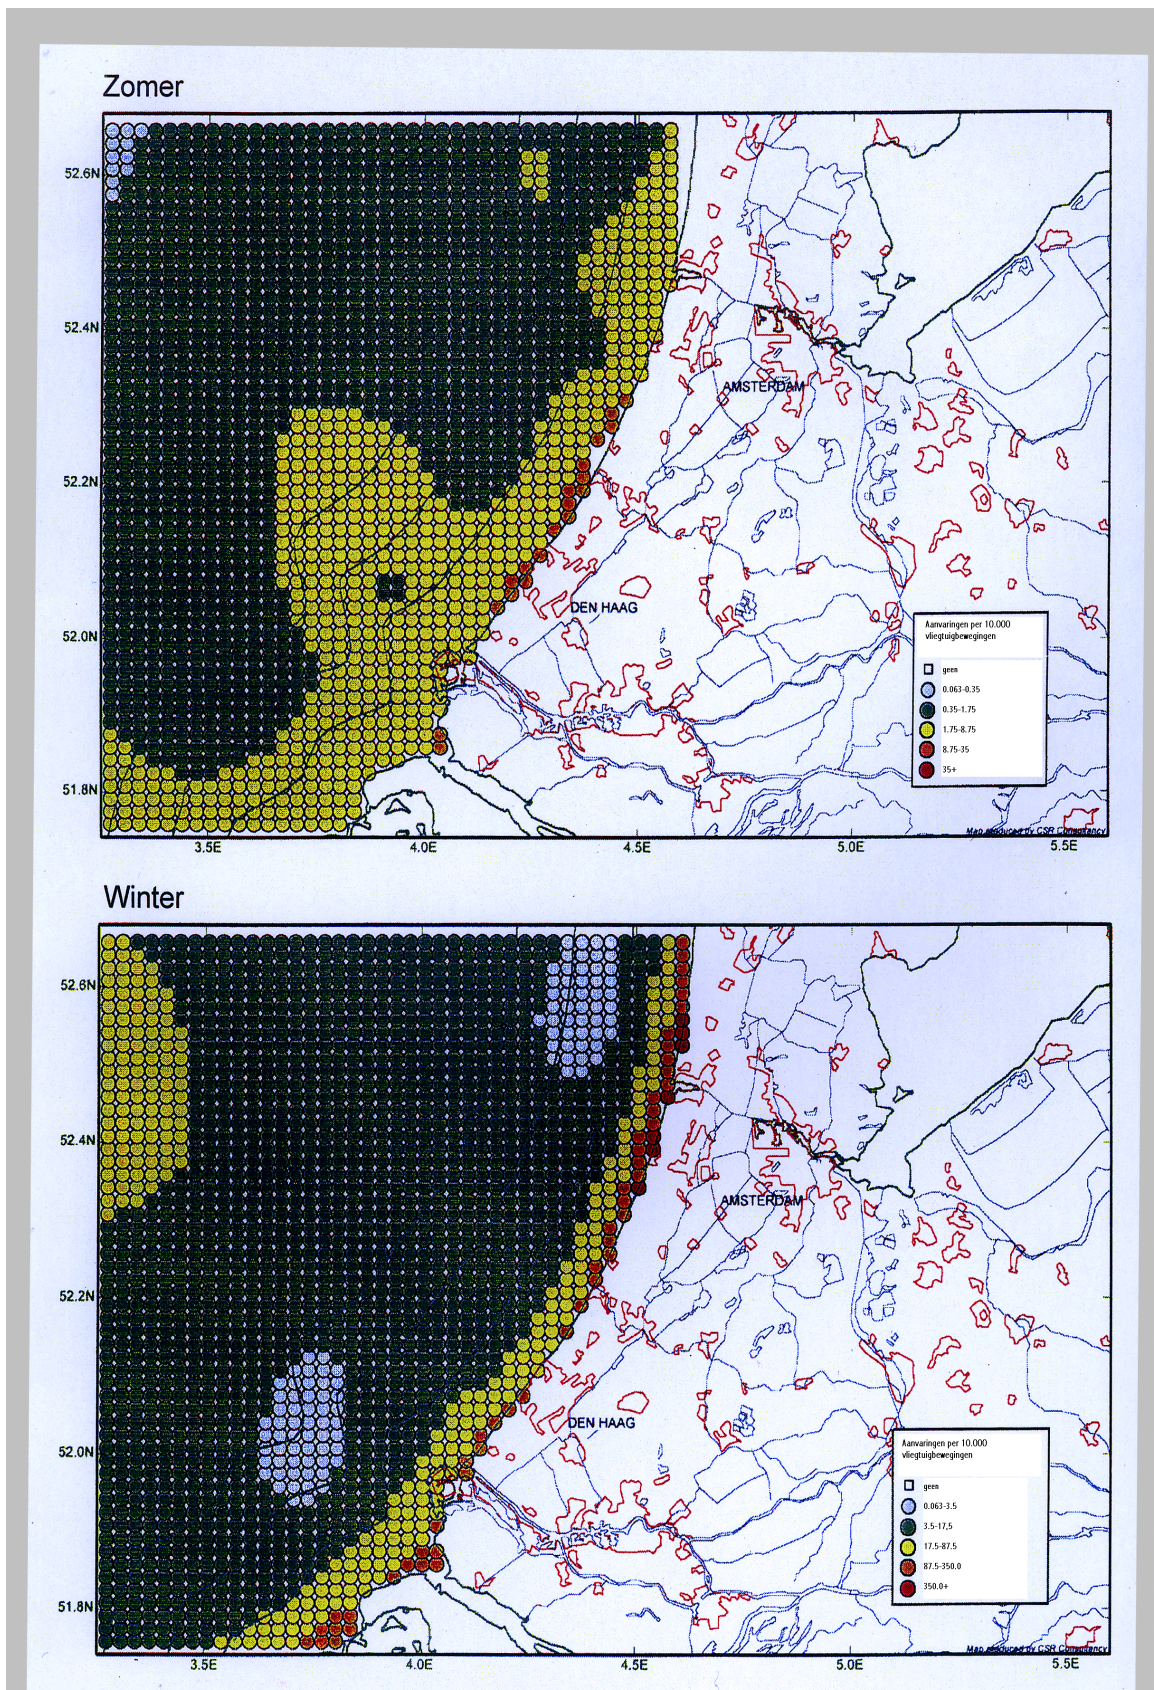 Zomer
52.6N
52.4N
52.2N
52.0N
51.8N
AMSTERDAM
DEN HAAG
Aanvaringen per 10.000
vliegtuigbewegingen
geen
0.063-0.35
0.35-1.75
1.75-8.75
8.75-35
35+
Map produced by CSR Consultancy
3.5E
4.0E
4.5E
5.0E
5.5E
Winter
52.6N
52.4N
52.2N
52.0N
51.8N
AMSTERDAM
DEN HAAG
Aanvaringen per 10.000
vliegtuigbewegingen
geen
0.063-3.5
3.5-17,5
17.5-87.5
87.5-350.0
350.0+
Map produced by CSR Consultancy
3.5E
4.0E
4.5E
5.0E
5.5E